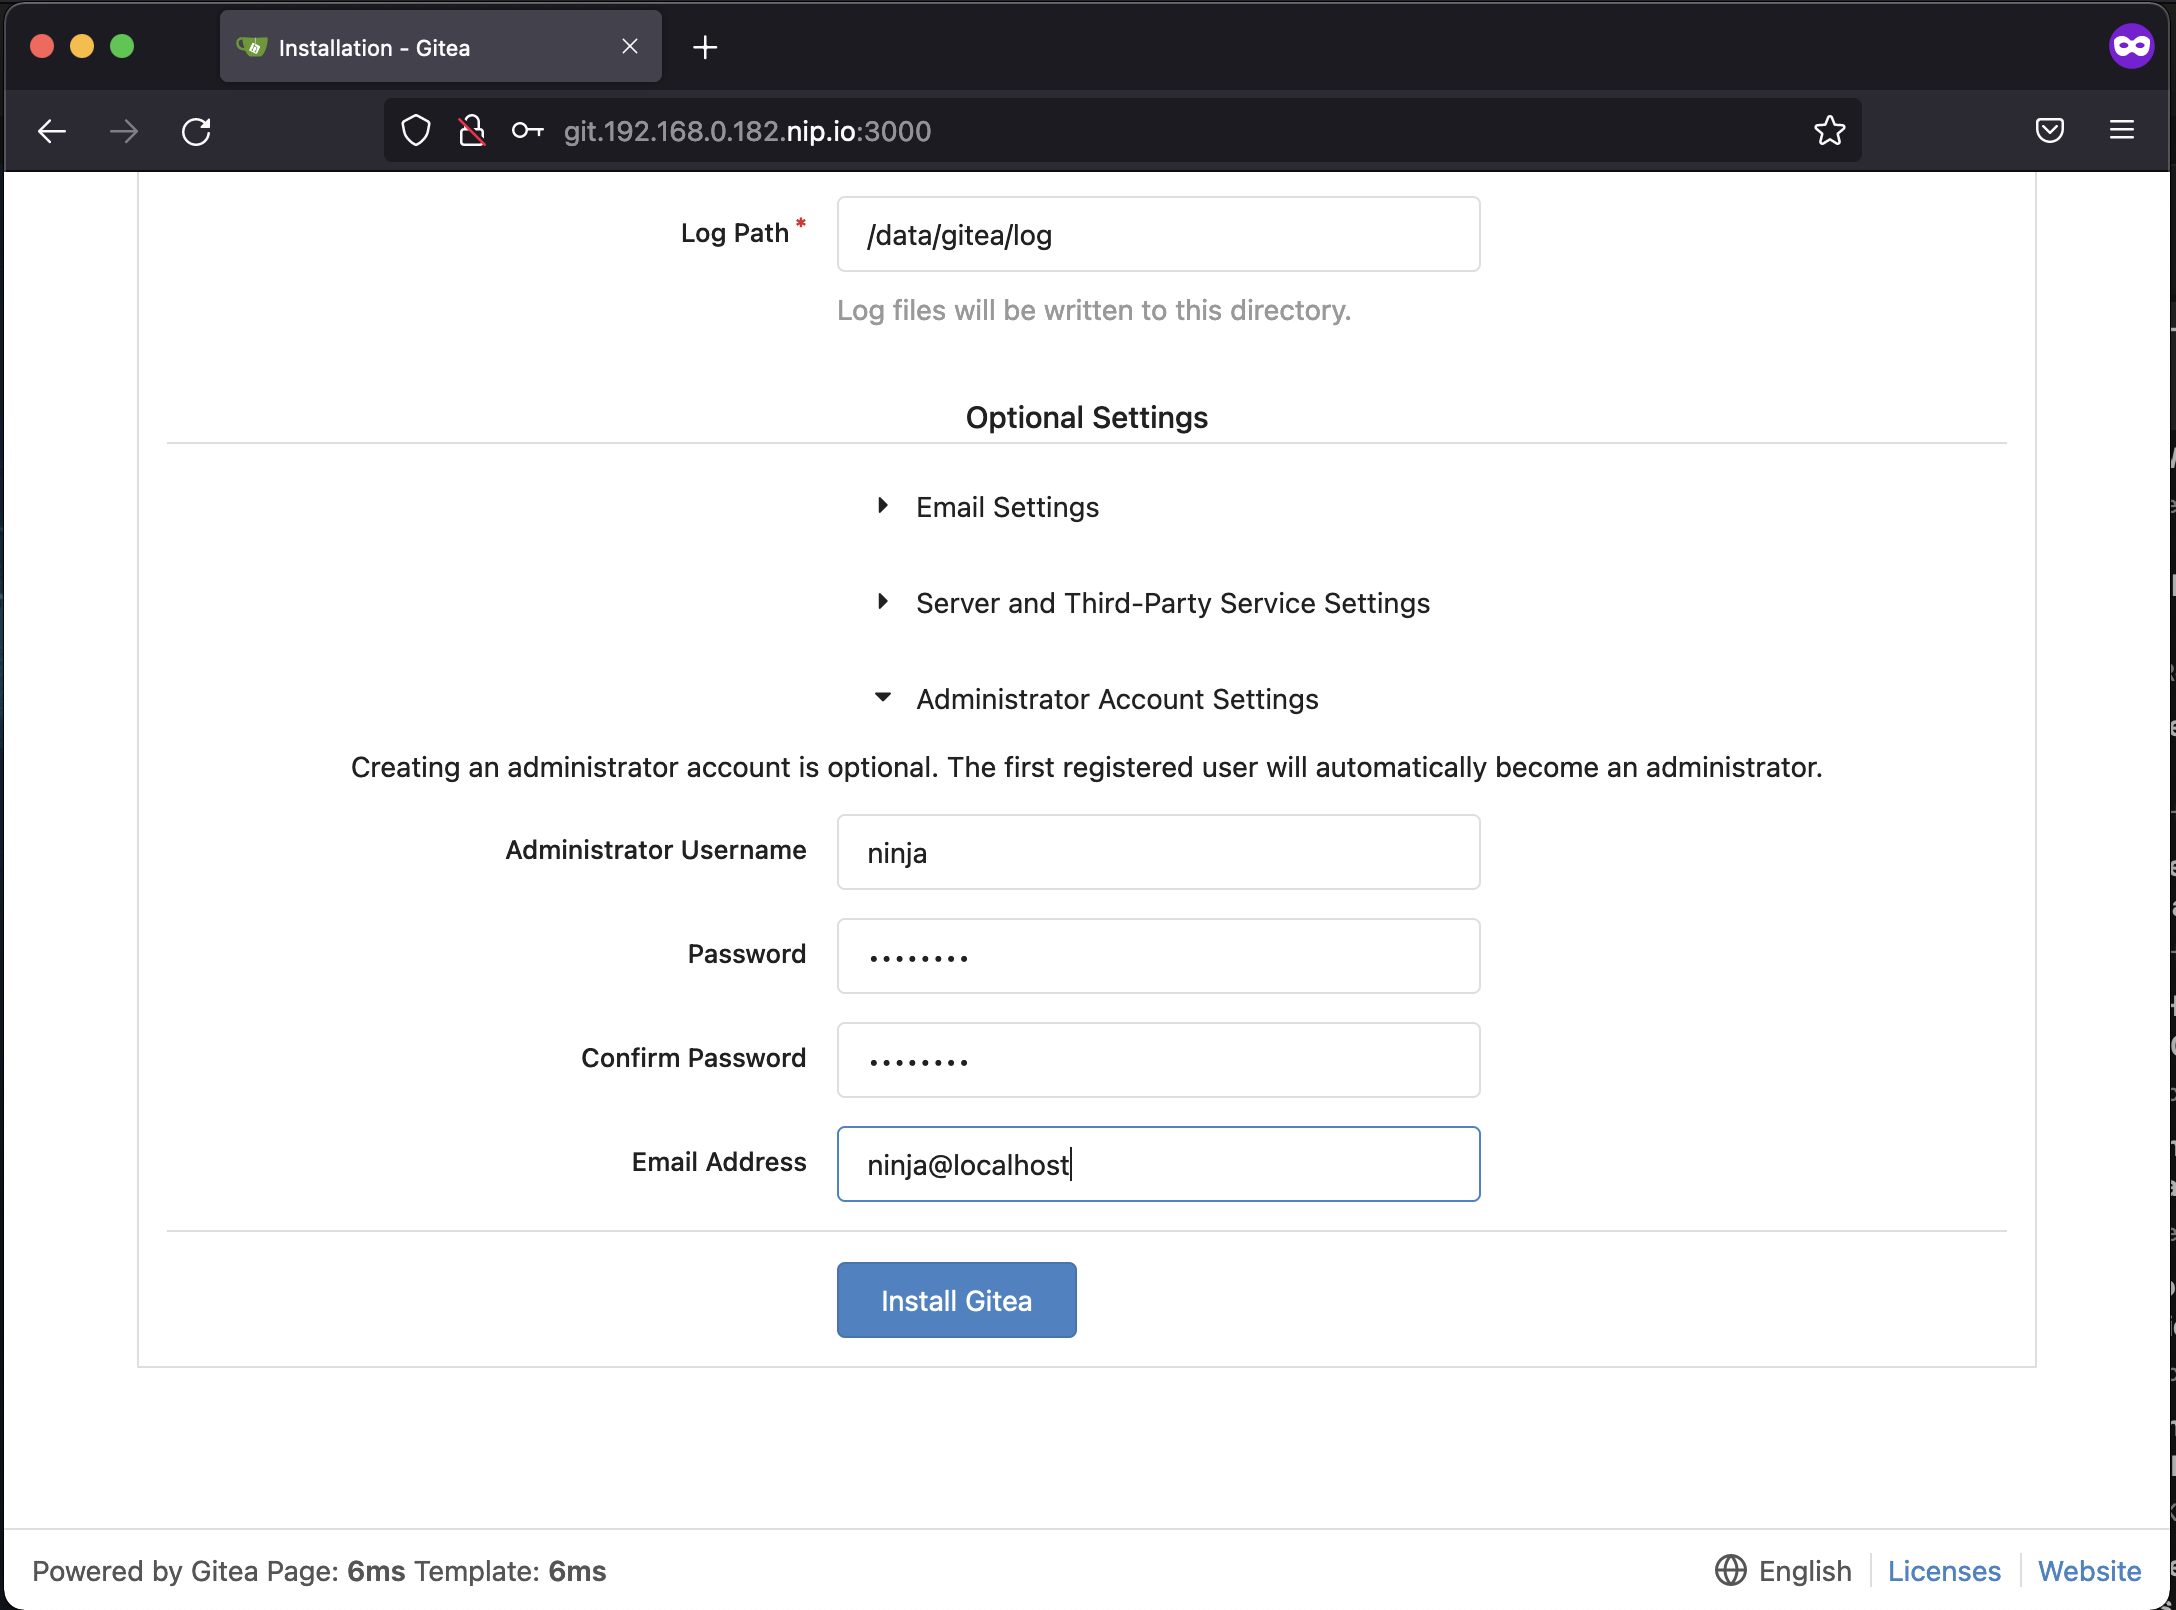 Installation - Gitea
git.192.168.0.182.nip.io:3000
Log Path *
/data/gitea/log
Log files will be written to this directory.
Optional Settings
Email Settings
Server and Third-Party Service Settings
Administrator Account Settings
Creating an administrator account is optional. The first registered user will automatically become an administrator.
Administrator Username
ninja
Password
••••••••
Confirm Password
••••••••
Email Address
ninja@localhost
Install Gitea
Powered by Gitea Page: 6ms Template: 6ms
English
Licenses
Website